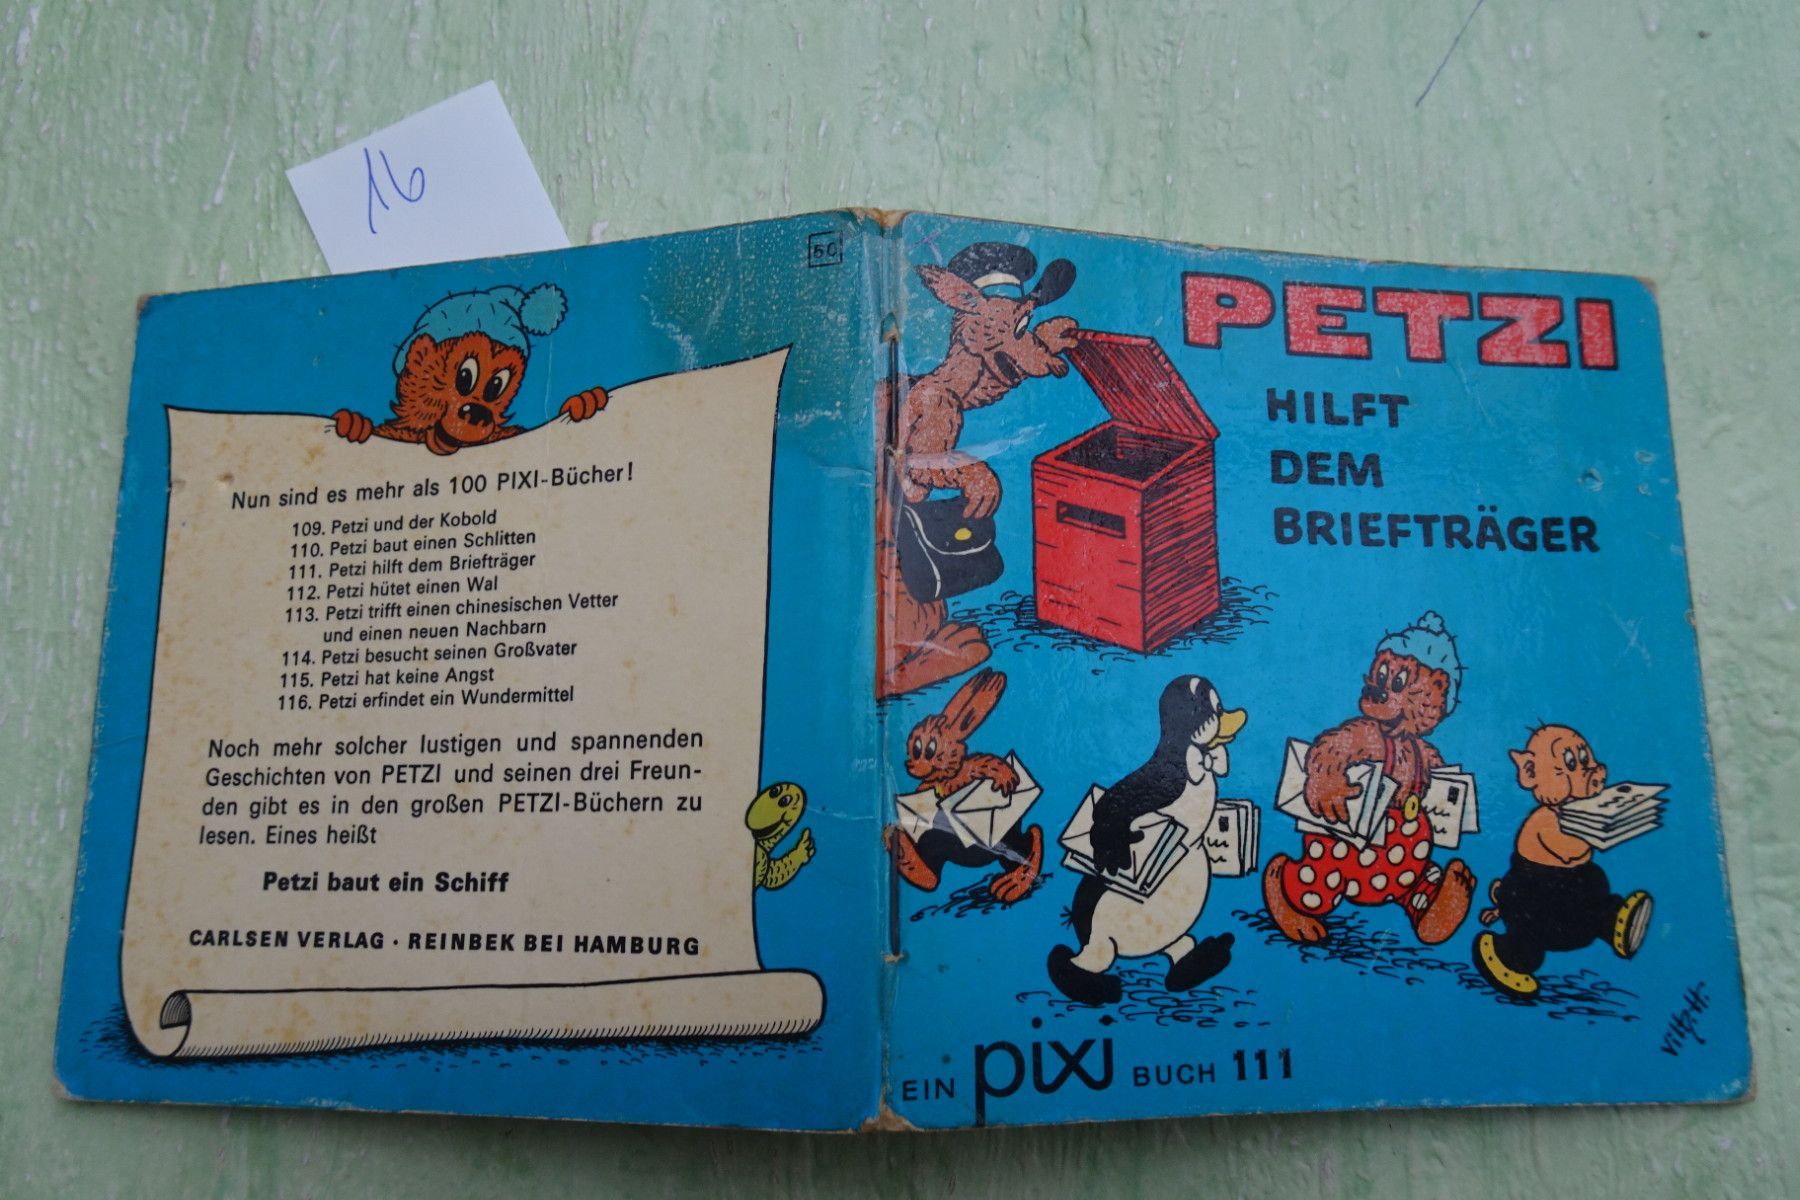 16
50
Nun sind es mehr als 100 PIXI-Bücher!
109. Petzi und der Kobold
110. Petzi baut einen Schlitten
111. Petzi hilft dem Briefträger
112. Petzi hütet einen Wal
113. Petzi trifft einen chinesischen Vetter
und einen neuen Nachbarn
114. Petzi besucht seinen Großvater
115. Petzi hat keine Angst
116. Petzi erfindet ein Wundermittel
Noch mehr solcher lustigen und spannenden
Geschichten von PETZI und seinen drei Freun-
den gibt es in den großen PETZI-Büchern zu
lesen. Eines heißt
Petzi baut ein Schiff
CARLSEN VERLAG · REINBEK BEI HAMBURG
PETZI
HILFT
DEM
BRIEFTRÄGER
EIN pixi BUCH 111